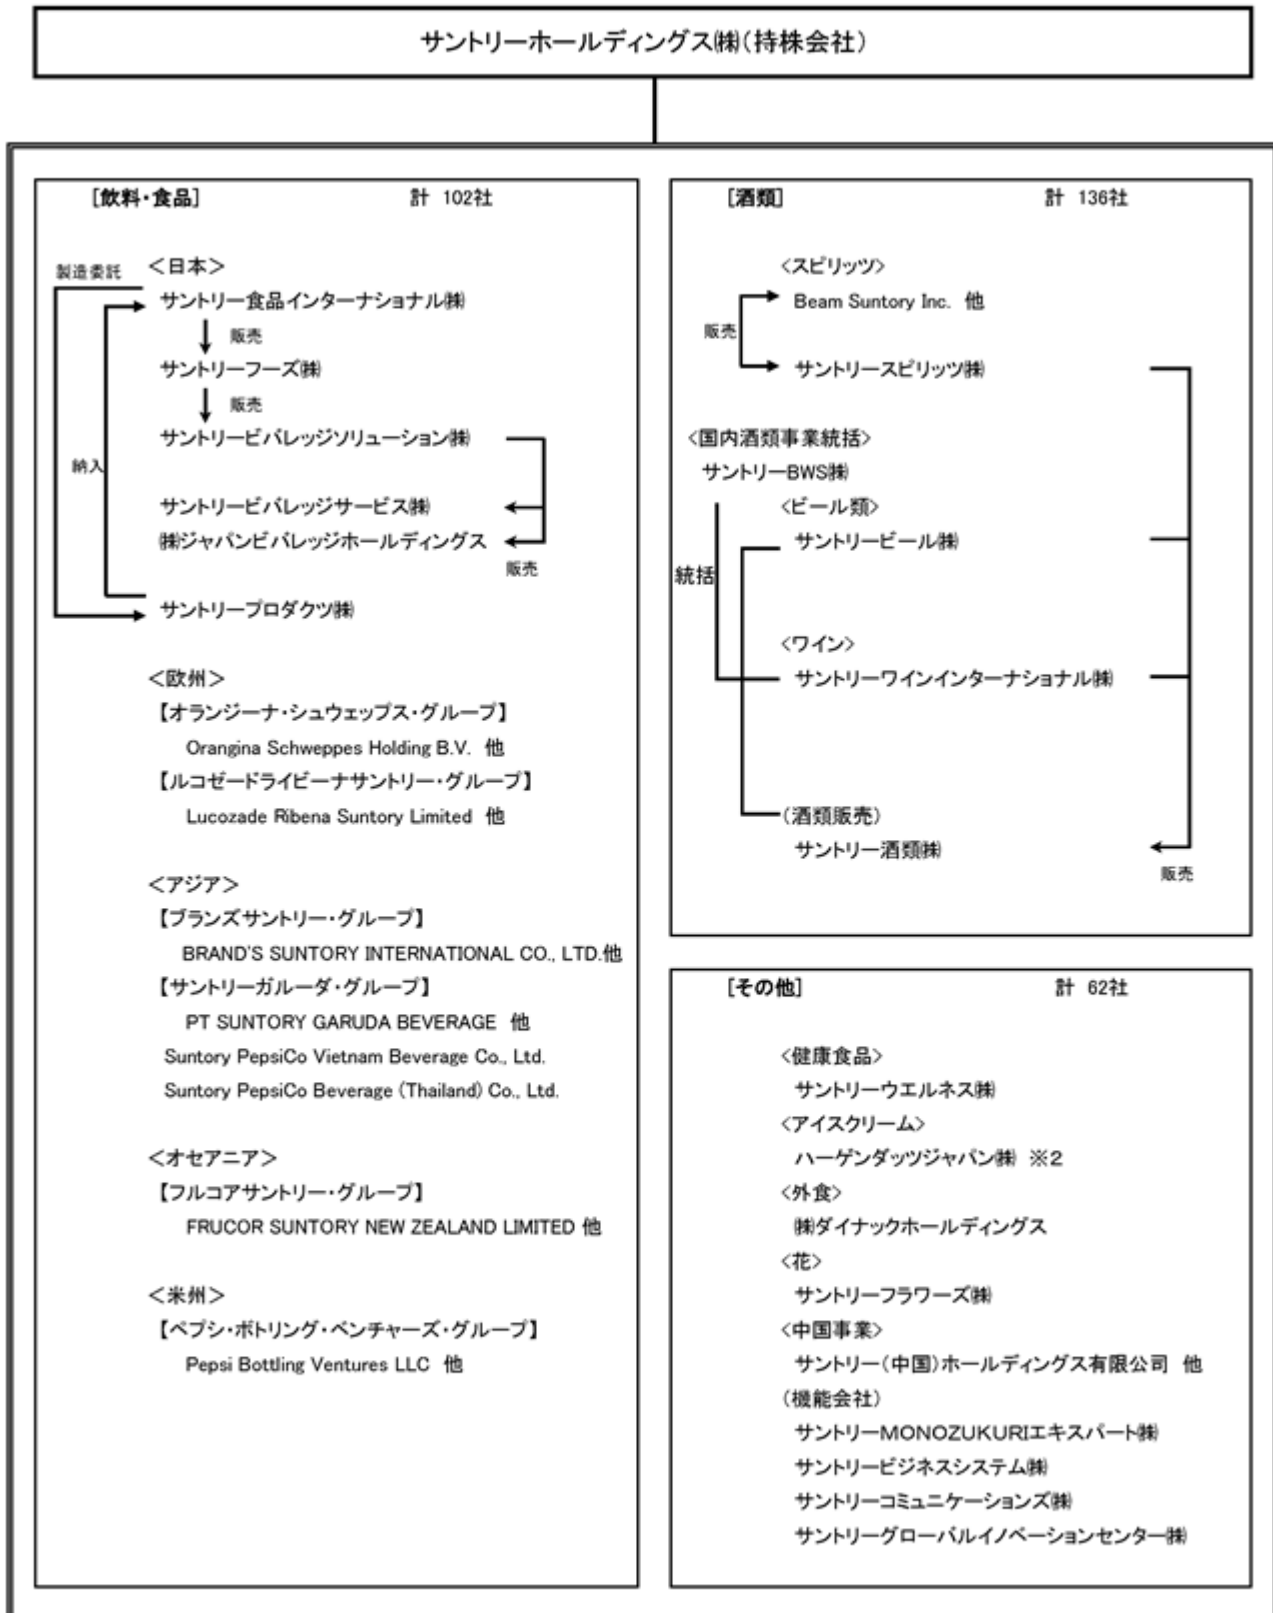 サントリーホールディングス㈱(持株会社)
[飲料・食品] 計 102社
<日本>
製造委託
サントリー食品インターナショナル㈱
販売
サントリーフーズ㈱
販売
サントリービバレッジソリューション㈱
納入
サントリービバレッジサービス㈱
㈱ジャパンビバレッジホールディングス
販売
サントリープロダクツ㈱
<欧州>
【オランジーナ・シュウェップス・グループ】
Orangina Schweppes Holding B.V. 他
【ルコゼードライビーナサントリー・グループ】
Lucozade Ribena Suntory Limited 他
<アジア>
【ブランズサントリー・グループ】
BRAND'S SUNTORY INTERNATIONAL CO., LTD.他
【サントリーガルーダ・グループ】
PT SUNTORY GARUDA BEVERAGE 他
Suntory PepsiCo Vietnam Beverage Co., Ltd.
Suntory PepsiCo Beverage (Thailand) Co., Ltd.
<オセアニア>
【フルコアサントリー・グループ】
FRUCOR SUNTORY NEW ZEALAND LIMITED 他
<米州>
【ペプシ・ボトリング・ベンチャーズ・グループ】
Pepsi Bottling Ventures LLC 他
[酒類] 計 136社
<スピリッツ>
Beam Suntory Inc. 他
販売
サントリースピリッツ㈱
<国内酒類事業統括>
サントリーBWS㈱
<ビール類>
サントリービール㈱
統括
<ワイン>
サントリーワインインターナショナル㈱
(酒類販売)
サントリー酒類㈱
販売
[その他] 計 62社
<健康食品>
サントリーウエルネス㈱
<アイスクリーム>
ハーゲンダッツジャパン㈱ ※2
<外食>
㈱ダイナックホールディングス
<花>
サントリーフラワーズ㈱
<中国事業>
サントリー(中国)ホールディングス有限公司 他
(機能会社)
サントリーMONOZUKURIエキスパート㈱
サントリービジネスシステム㈱
サントリーコミュニケーションズ㈱
サントリーグローバルイノベーションセンター㈱